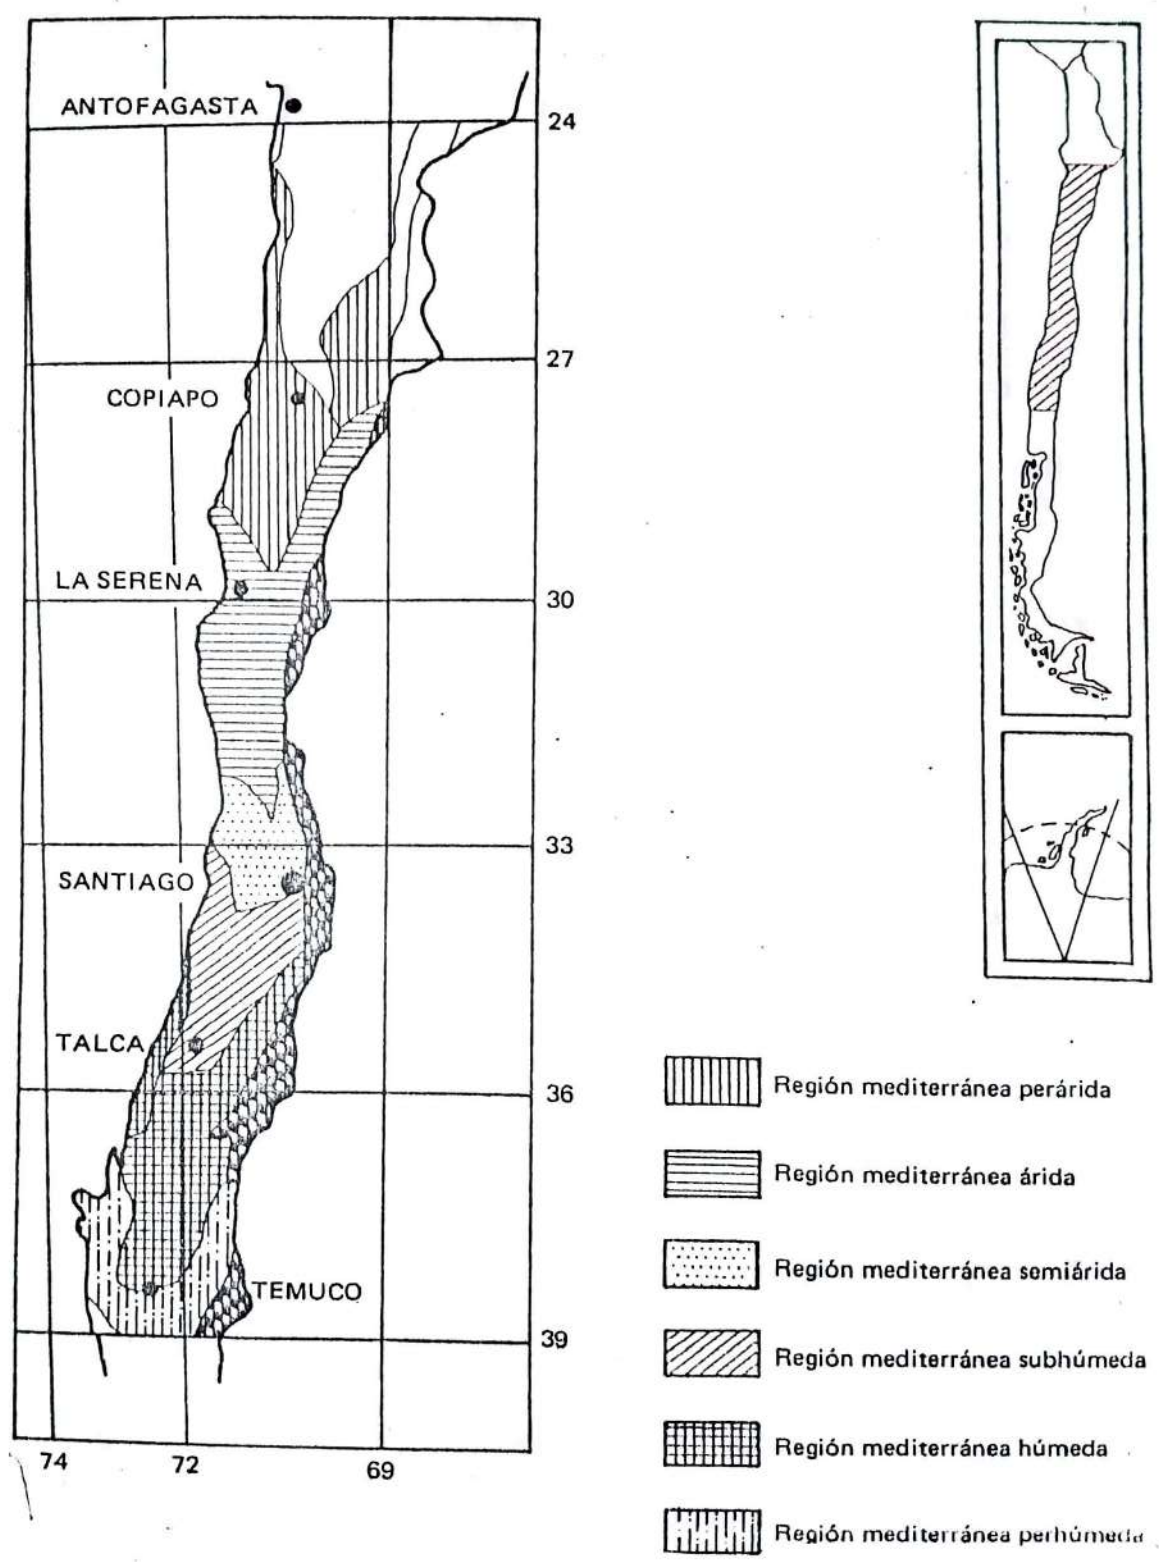 ANTOFAGASTA
24
27
COPIAPO
LA SERENA
30
33
SANTIAGO
TALCA
36
TEMUCO
39
74
72
69
Región mediterránea perárida
Región mediterránea árida
Región mediterránea semiárida
Región mediterránea subhúmeda
Región mediterránea húmeda
Región mediterránea perhúmeda